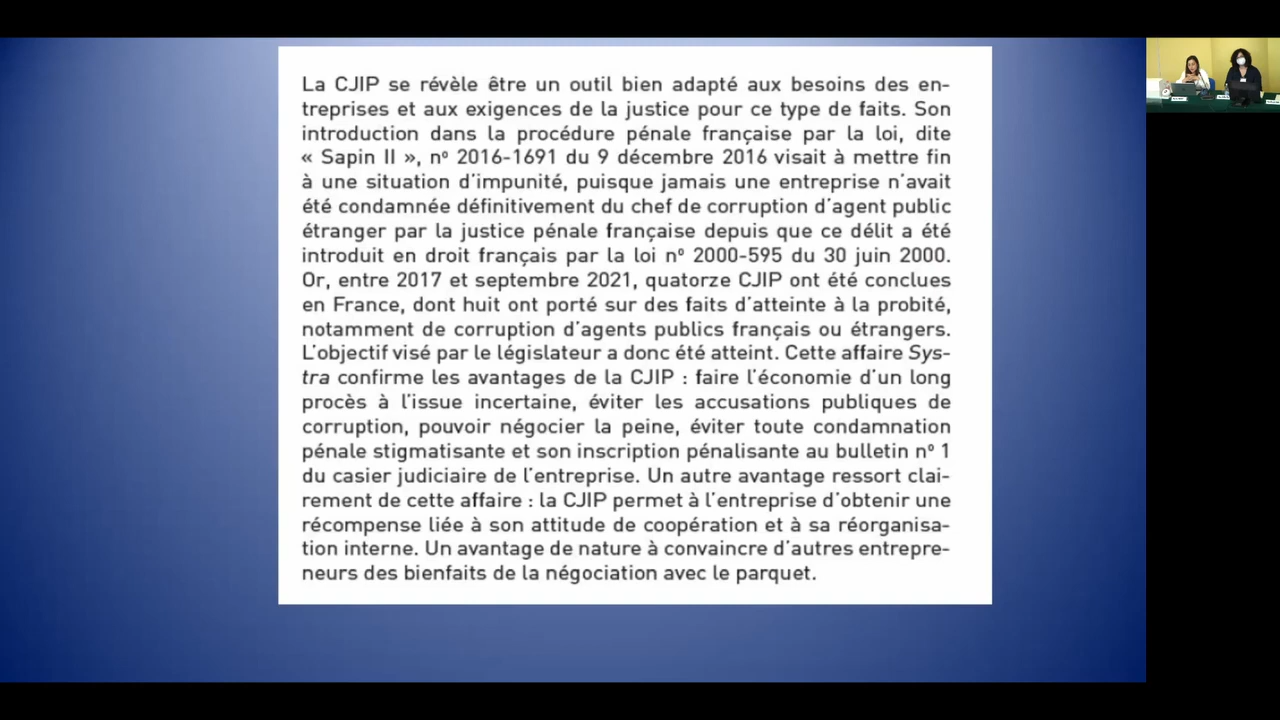 La CJIP se révèle être un outil bien adapté aux besoins des en-
treprises et aux exigences de la justice pour ce type de faits. Son
introduction dans la procédure pénale française par la loi, dite
« Sapin II », nº 2016-1691 du 9 décembre 2016 visait à mettre fin
à une situation d'impunité, puisque jamais une entreprise n'avait
été condamnée définitivement du chef de corruption d'agent public
étranger par la justice pénale française depuis que ce délit a été
introduit en droit français par la loi nº 2000-595 du 30 juin 2000.
Or, entre 2017 et septembre 2021, quatorze CJIP ont été conclues
en France, dont huit ont porté sur des faits d'atteinte à la probité,
notamment de corruption d'agents publics français ou étrangers.
L'objectif visé par le législateur a donc été atteint. Cette affaire Sys-
tra confirme les avantages de la CJIP : faire l'économie d'un long
procès à l'issue incertaine, éviter les accusations publiques de
corruption, pouvoir négocier la peine, éviter toute condamnation
pénale stigmatisante et son inscription pénalisante au bulletin nº 1
du casier judiciaire de l'entreprise. Un autre avantage ressort clai-
rement de cette affaire : la CJIP permet à l'entreprise d'obtenir une
récompense liée à son attitude de coopération et à sa réorganisa-
tion interne. Un avantage de nature à convaincre d'autres entrepre-
neurs des bienfaits de la négociation avec le parquet.